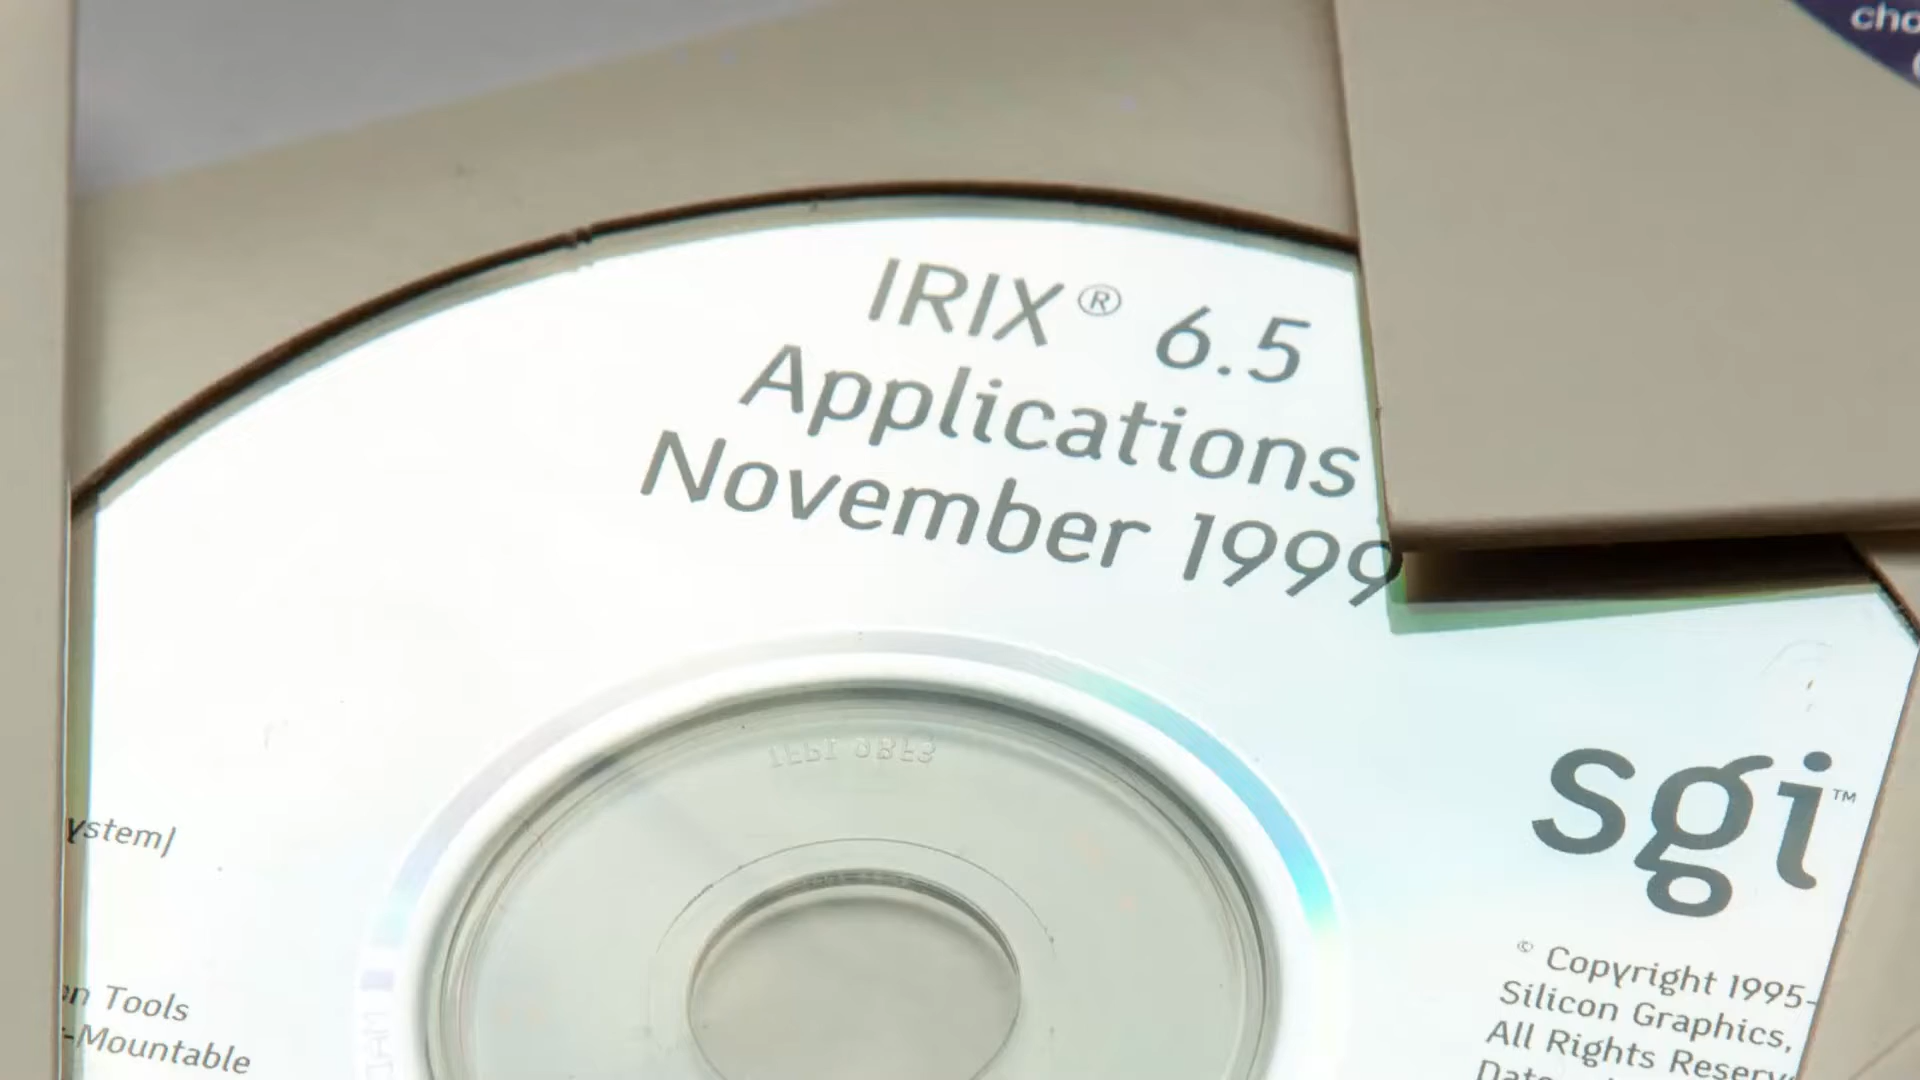 IRIX® 6.5
Applications
November 1999
sgi™
© Copyright 1995-
Silicon Graphics,
All Rights Reserv
ystem)
Tools
-Mountable